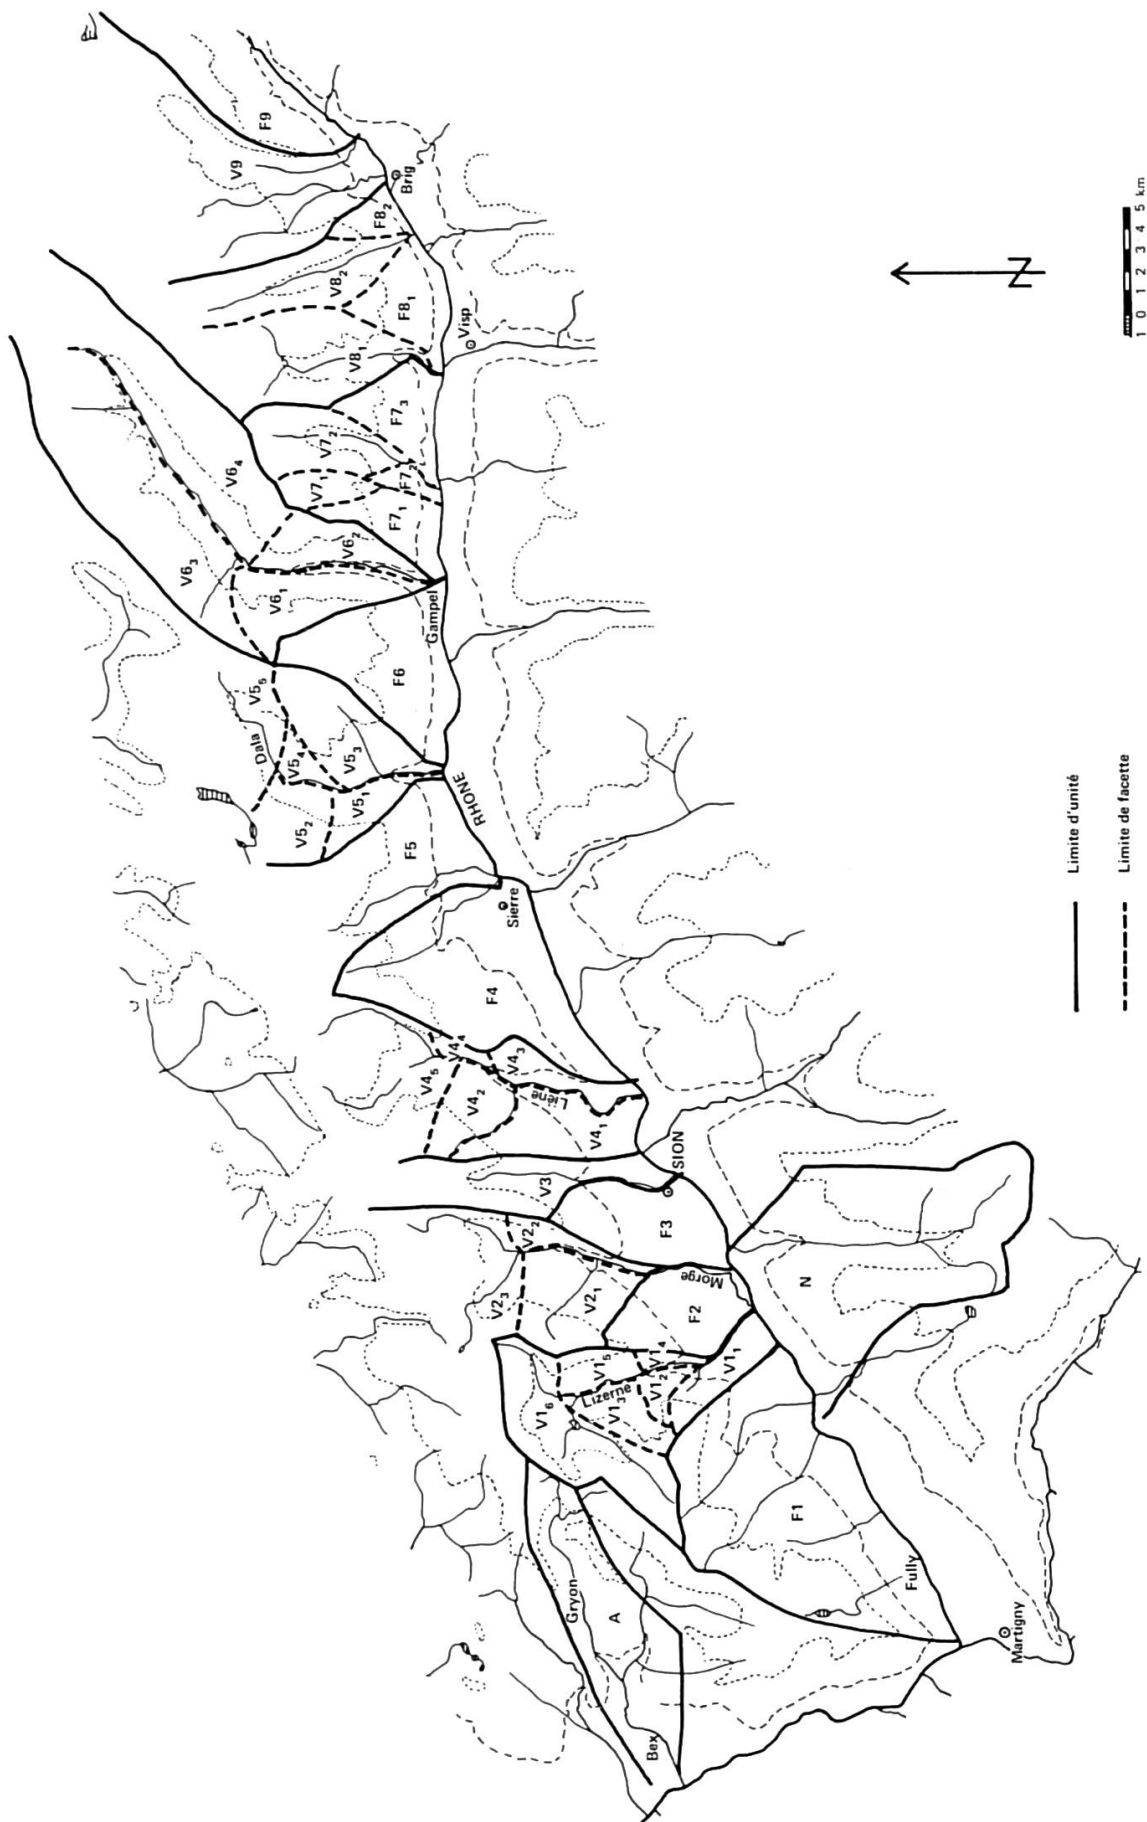 F9
V9
Brig
F8₂
V8₂
F8₁
Visp
V8₁
F7₃
V7₂
F7₂
V7₁
F7₁
V6₄
V6₂
V6₃
V6₁
Gampel
F6
V5₅
Dala
V5₄
V5₃
V5₁
V5₂
RHONE
F5
Sierre
F4
V4₄
V4₃
V4₅
V4₂
Liène
V4₁
SION
V3
F3
V2₂
Morge
V2₃
V2₁
F2
N
V1₅
V1₄
V1₁
V1₂
Lizerne
V1₃
V1₆
F1
Fully
Gryon
A
Bex
Martigny
N
1 0 1 2 3 4 5 km
Limite d'unité
Limite de facette